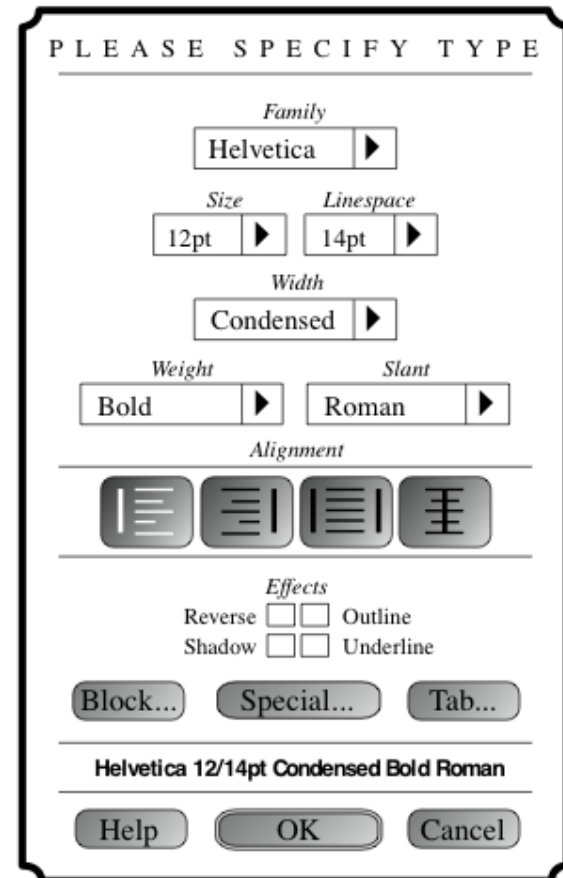 PLEASE SPECIFY TYPE
Family
Helvetica
Size Linespace
12pt 14pt
Width
Condensed
Weight Slant
Bold Roman
Alignment
Effects
Reverse Outline
Shadow Underline
Block... Special... Tab...
Helvetica 12/14pt Condensed Bold Roman
Help OK Cancel